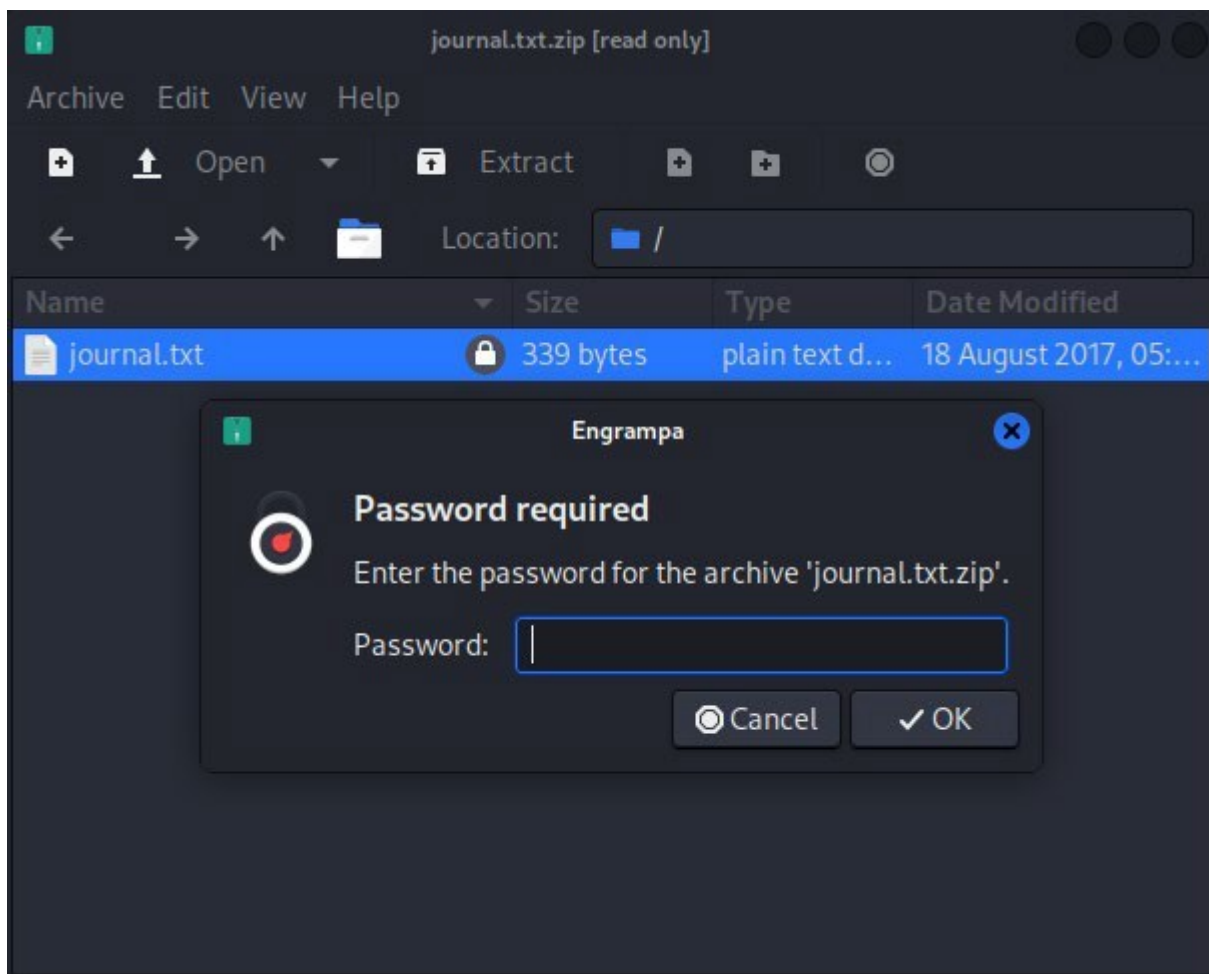 journal.txt.zip [read only]
Archive Edit View Help
Open Extract
Location: /
Name Size Type Date Modified
journal.txt 339 bytes plain text d... 18 August 2017, 05:...
Engrampa
Password required
Enter the password for the archive 'journal.txt.zip'.
Password:
Cancel OK